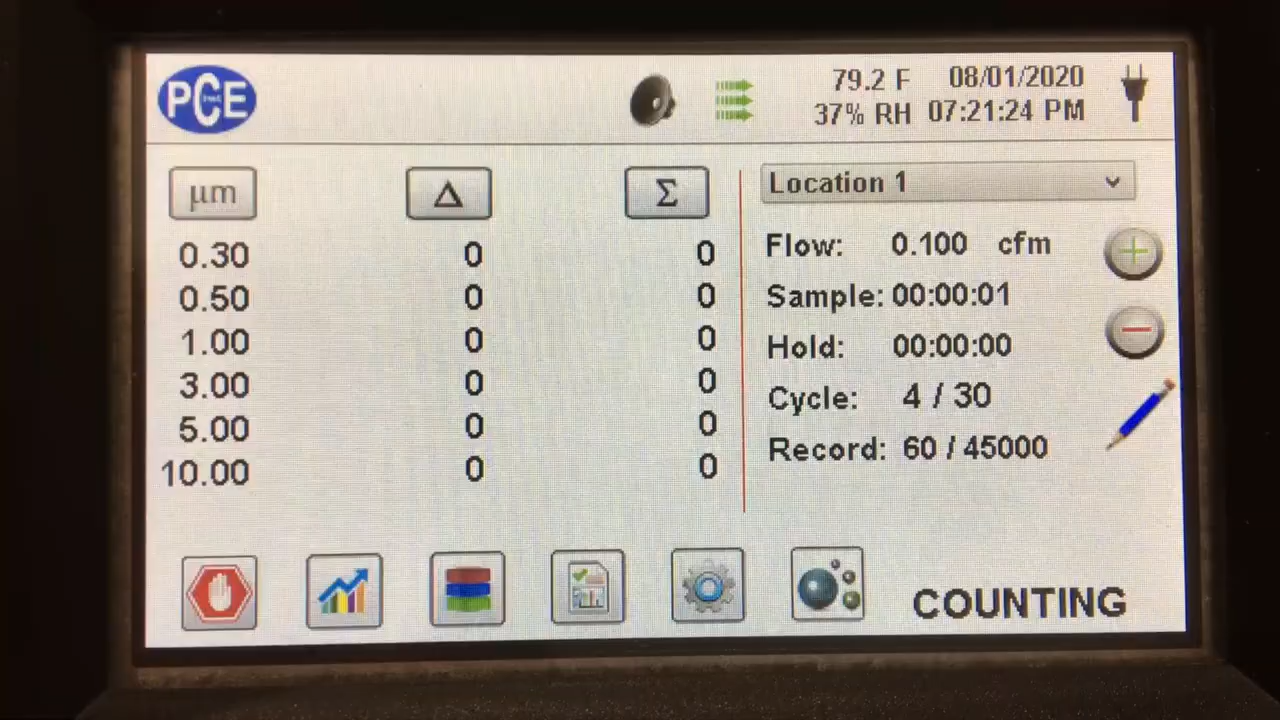 PCE
79.2 F 08/01/2020
37% RH 07:21:24 PM
µm Δ Σ
Location 1
0.30 0 0
Flow: 0.100 cfm
0.50 0 0
Sample: 00:00:01
1.00 0 0
Hold: 00:00:00
3.00 0 0
Cycle: 4 / 30
5.00 0 0
Record: 60 / 45000
10.00 0 0
COUNTING